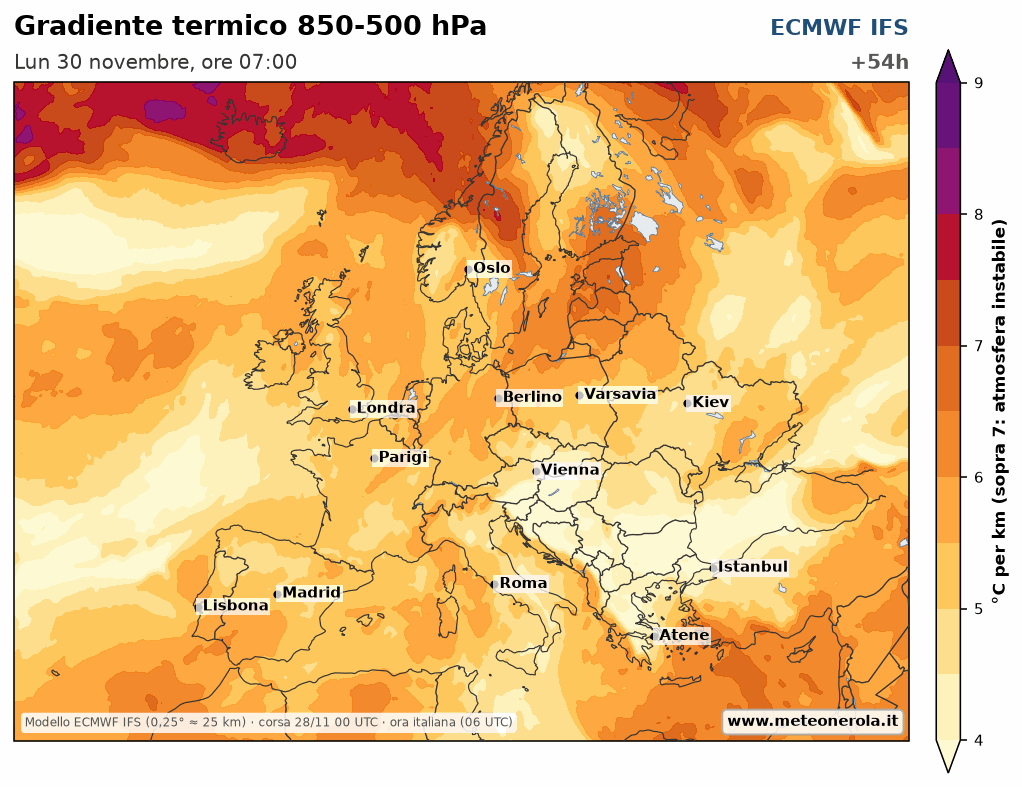 Gradiente termico 850-500 hPa
ECMWF IFS
Lun 30 novembre, ore 07:00
+54h
9
8
7
6
5
4
°C per km (sopra 7: atmosfera instabile)
Oslo
Berlino
Varsavia
Kiev
Londra
Parigi
Vienna
Istanbul
Roma
Madrid
Lisbona
Atene
Modello ECMWF IFS (0,25° ≈ 25 km) · corsa 28/11 00 UTC · ora italiana (06 UTC)
www.meteonerola.it